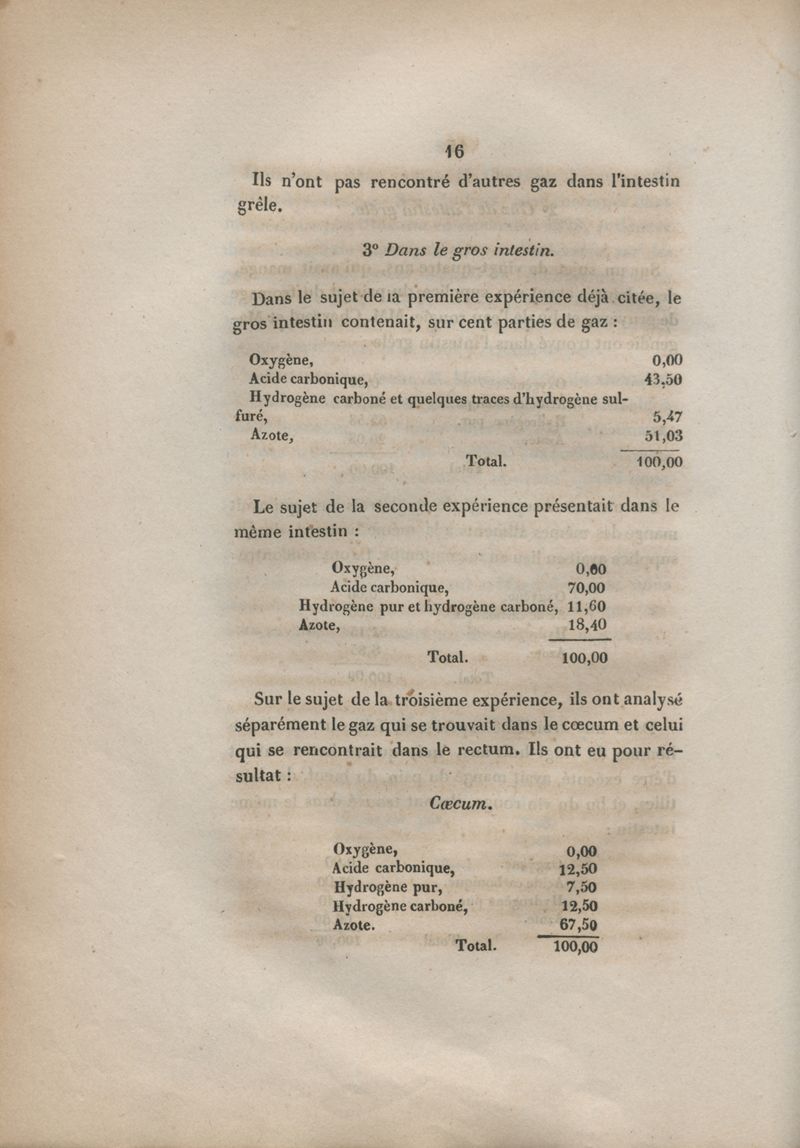 16
Ils n'ont pas rencontré d'autres gaz dans l'intestin
grêle.
3° Dans le gros intestin.
Dans le sujet de la première expérience déjà citée, le
gros intestin contenait, sur cent parties de gaz :
Oxygène, 0,00
Acide carbonique, 43,50
Hydrogène carboné et quelques traces d'hydrogène sul-
furé, 5,47
Azote, 51,03
Total. 100,00
Le sujet de la seconde expérience présentait dans le
même intestin :
Oxygène, 0,00
Acide carbonique, 70,00
Hydrogène pur et hydrogène carboné, 11,60
Azote, 18,40
Total. 100,00
Sur le sujet de la troisième expérience, ils ont analysé
séparément le gaz qui se trouvait dans le cœcum et celui
qui se rencontrait dans le rectum. Ils ont eu pour ré-
sultat :
Cœcum.
Oxygène, 0,00
Acide carbonique, 12,50
Hydrogène pur, 7,50
Hydrogène carboné, 12,50
Azote. 67,50
Total. 100,00